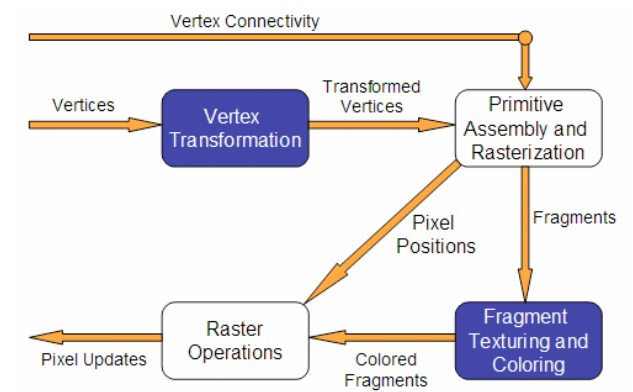 Vertex Connectivity
Vertices
Vertex
Transformation
Transformed
Vertices
Primitive
Assembly and
Rasterization
Pixel
Positions
Fragments
Fragment
Texturing and
Coloring
Colored
Fragments
Raster
Operations
Pixel Updates